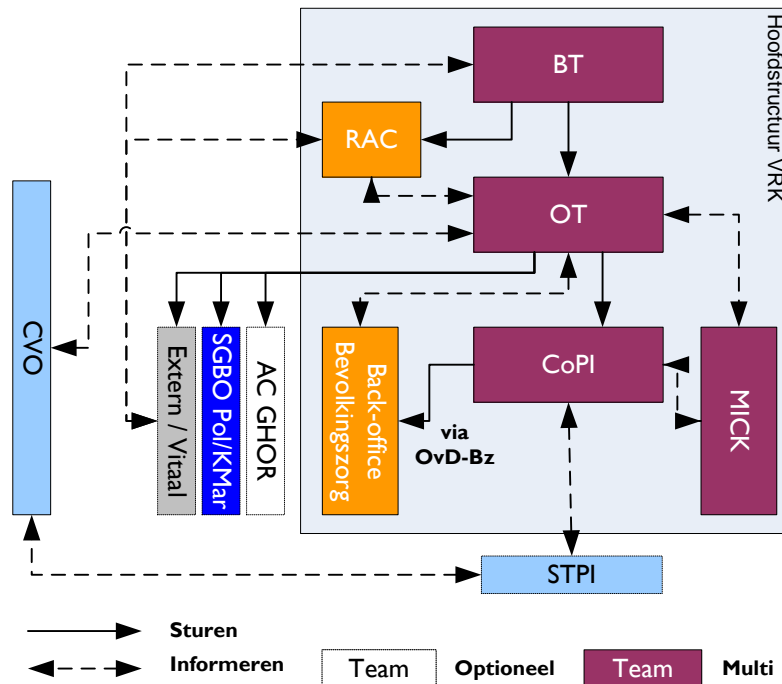 Hoofdstructuur VRK
BT
RAC
OT
CVO
Extern / Vitaal
SGBO Pol/KMar
AC GHOR
Back-office
Bevolkingszorg
CoPI
MICK
via
OvD-Bz
STPI
Sturen
Informeren
Team
Optioneel
Team
Multi